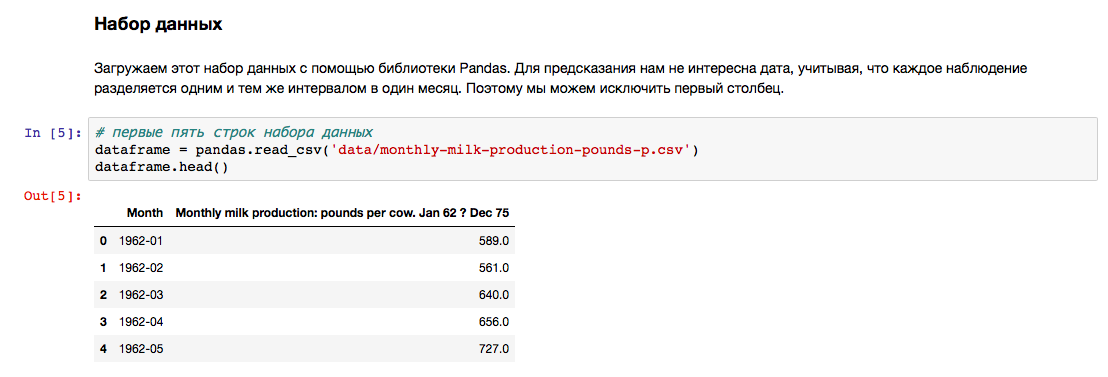 Набор данных
Загружаем этот набор данных с помощью библиотеки Pandas. Для предсказания нам не интересна дата, учитывая, что каждое наблюдение
разделяется одним и тем же интервалом в один месяц. Поэтому мы можем исключить первый столбец.
In [5]: # первые пять строк набора данных
dataframe = pandas.read_csv('data/monthly-milk-production-pounds-p.csv')
dataframe.head()
Out[5]:
Month Monthly milk production: pounds per cow. Jan 62 ? Dec 75
0 1962-01 589.0
1 1962-02 561.0
2 1962-03 640.0
3 1962-04 656.0
4 1962-05 727.0